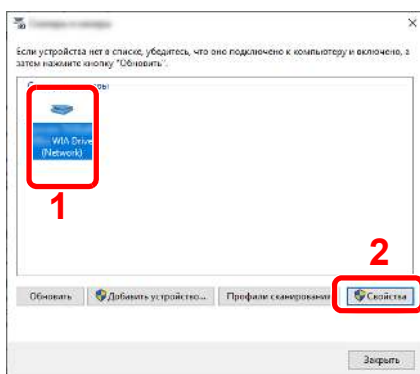 Если устройства нет в списке, убедитесь, что оно подключено к компьютеру и включено, а
затем нажмите кнопку "Обновить".
WIA Drive
(Network)
1
2
Обновить
Добавить устройство...
Профили сканирования
Свойства
Закрыть